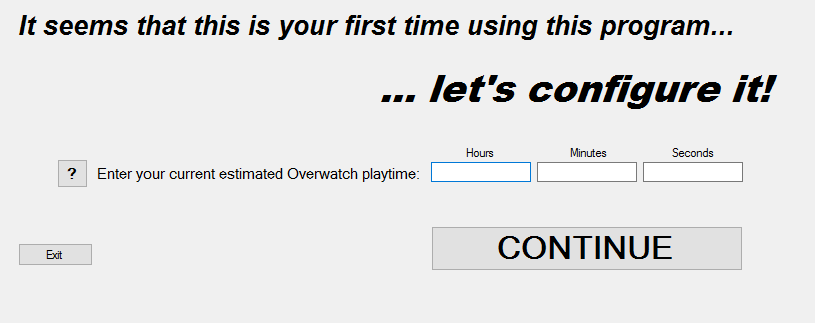 It seems that this is your first time using this program...
... let's configure it!
Hours Minutes Seconds
? Enter your current estimated Overwatch playtime:
CONTINUE
Exit